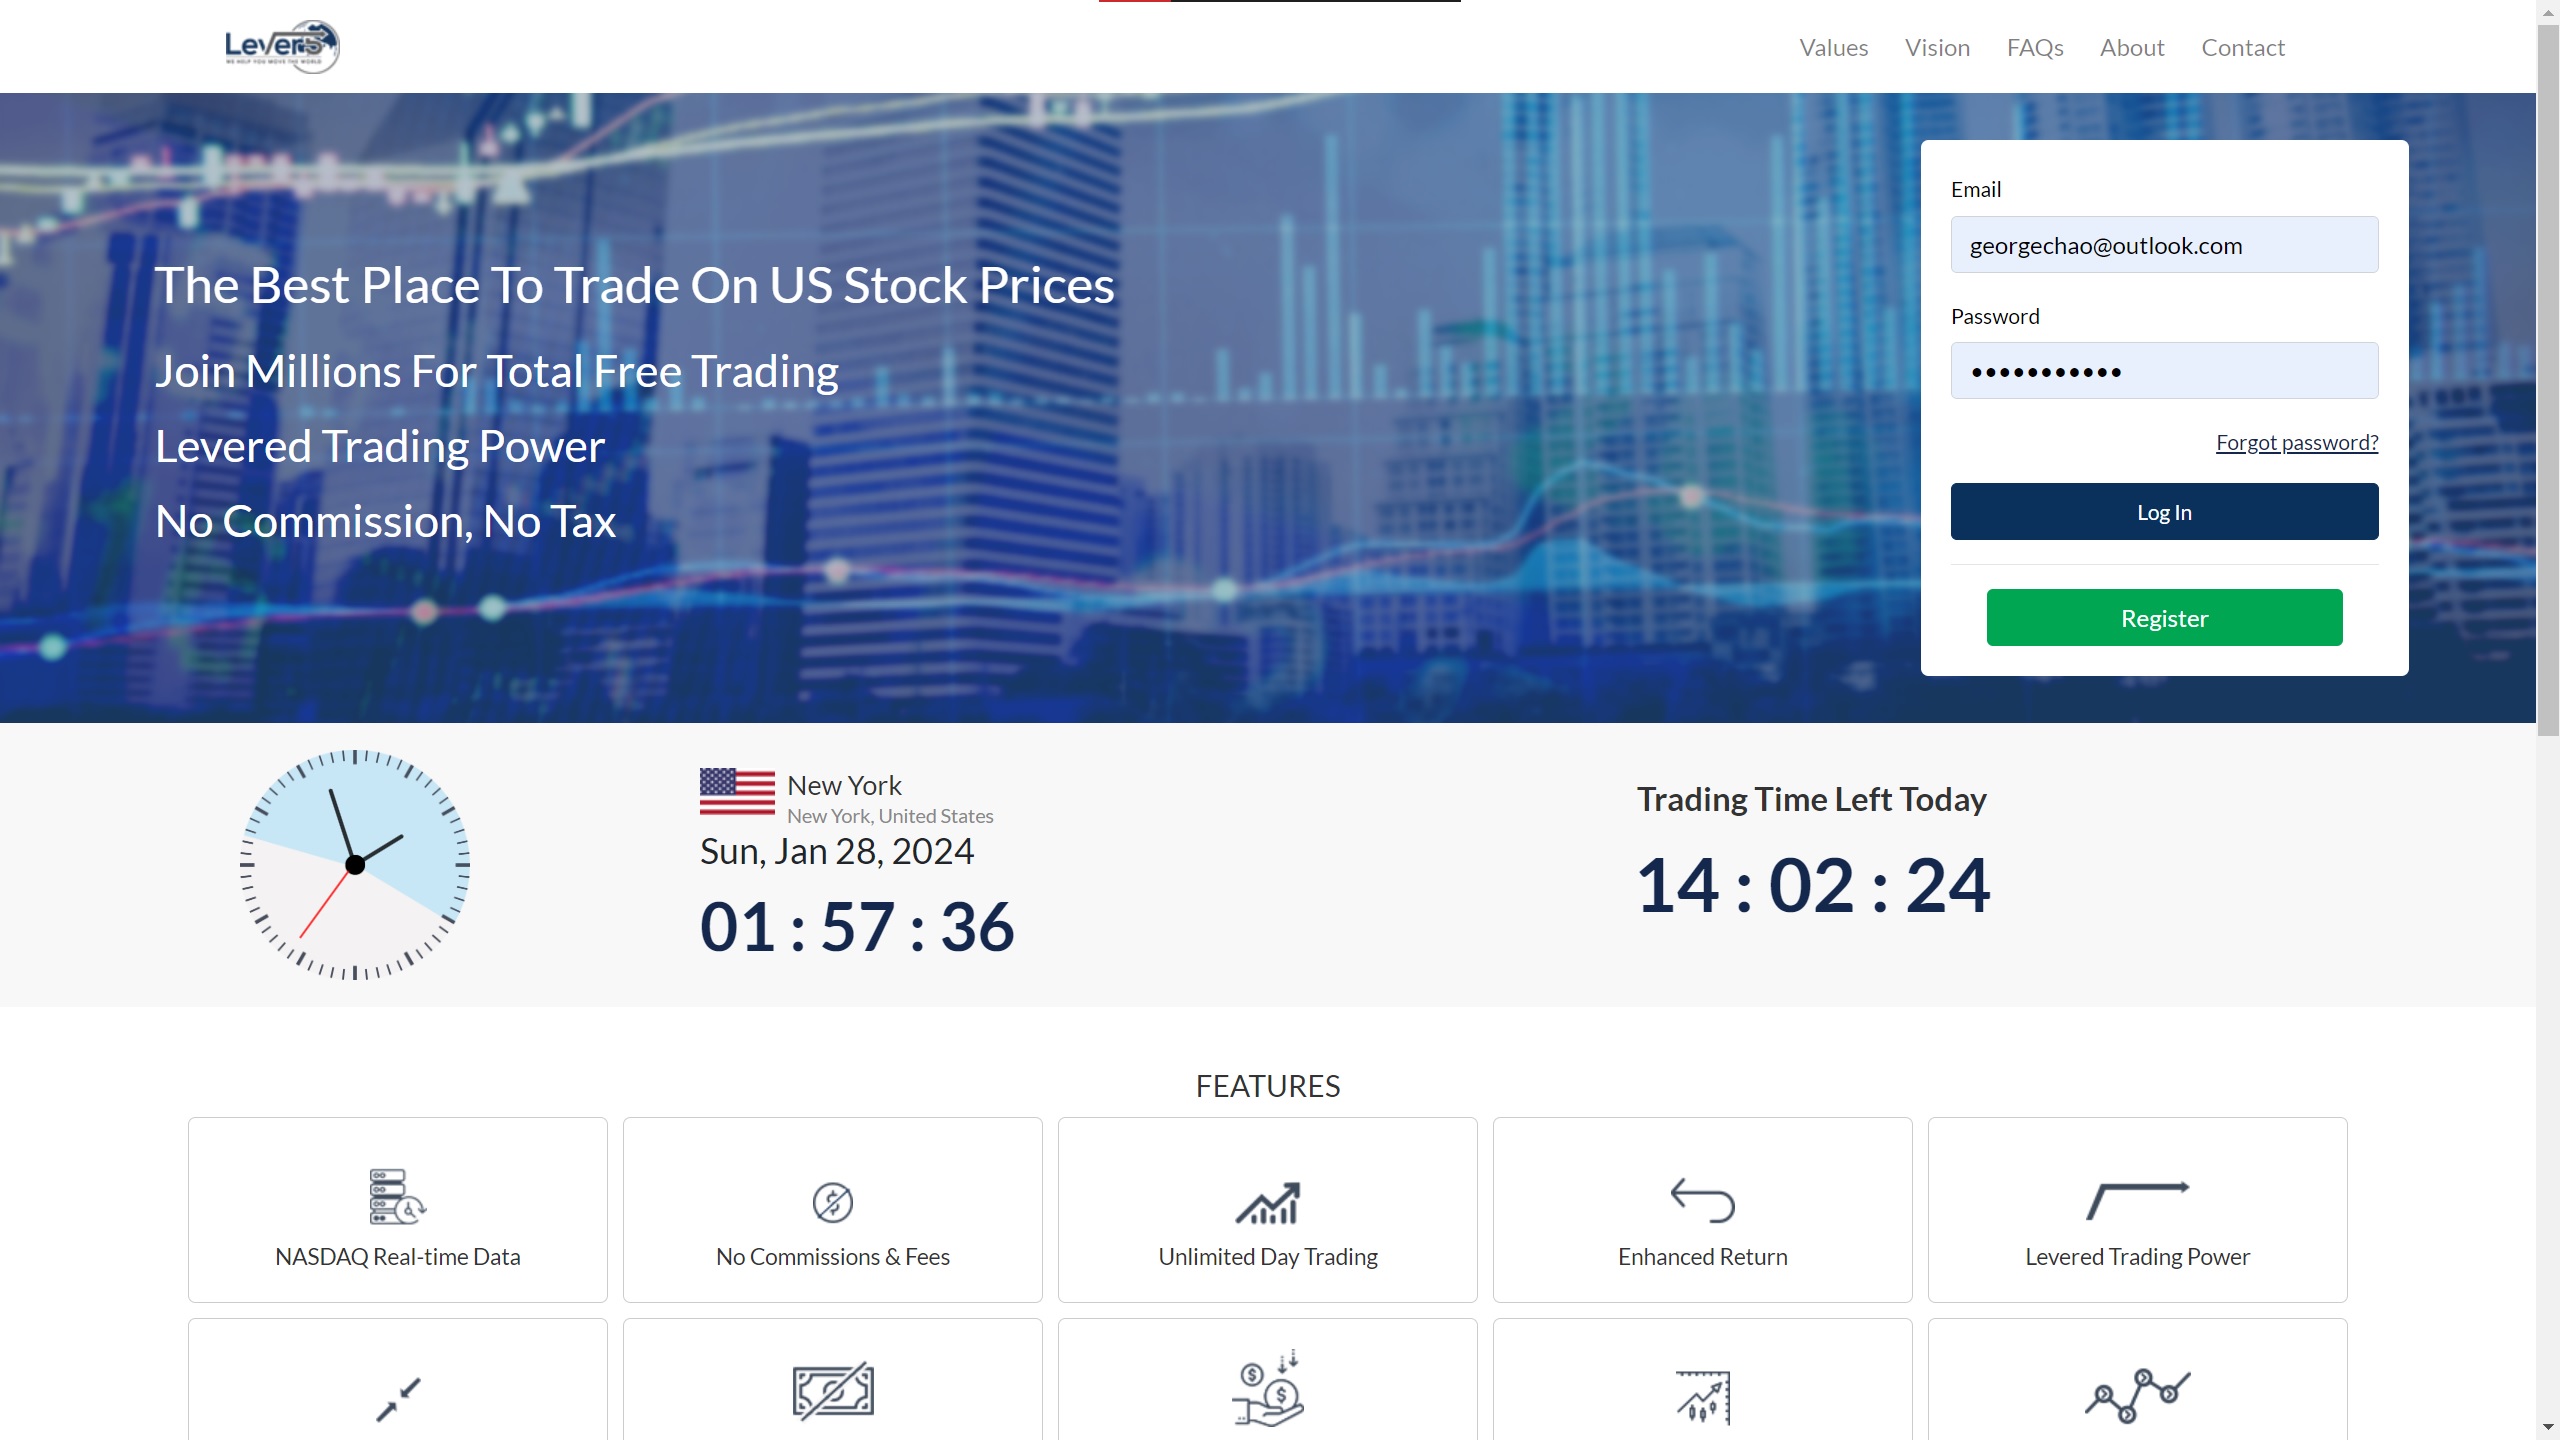 LeverS
WE HELP YOU MOVE THE WORLD
Values
Vision
FAQs
About
Contact
The Best Place To Trade On US Stock Prices
Join Millions For Total Free Trading
Levered Trading Power
No Commission, No Tax
Email
georgechao@outlook.com
Password
•••••••••••
Forgot password?
Log In
Register
New York
New York, United States
Sun, Jan 28, 2024
01 : 57 : 36
Trading Time Left Today
14 : 02 : 24
FEATURES
NASDAQ Real-time Data
No Commissions & Fees
Unlimited Day Trading
Enhanced Return
Levered Trading Power